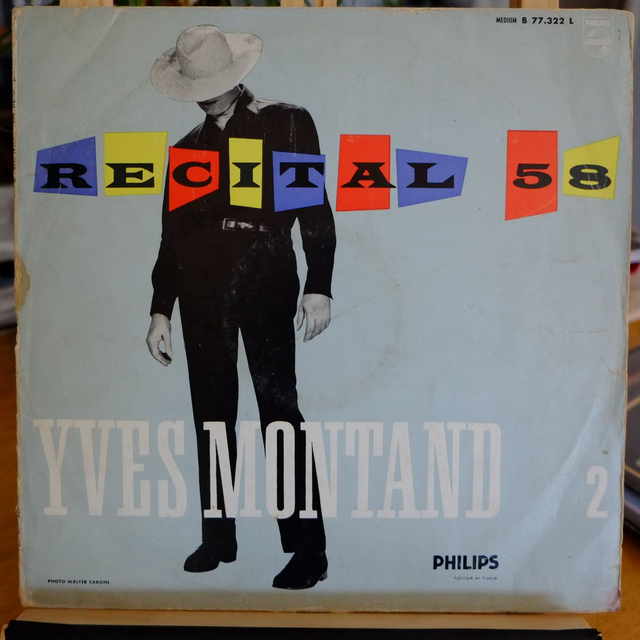 MEDIUM B 77.322 L
PHILIPS
RECITAL 58
YVES MONTAND 2
PHILIPS
Fabriqué en France
PHOTO WALTER CARONE